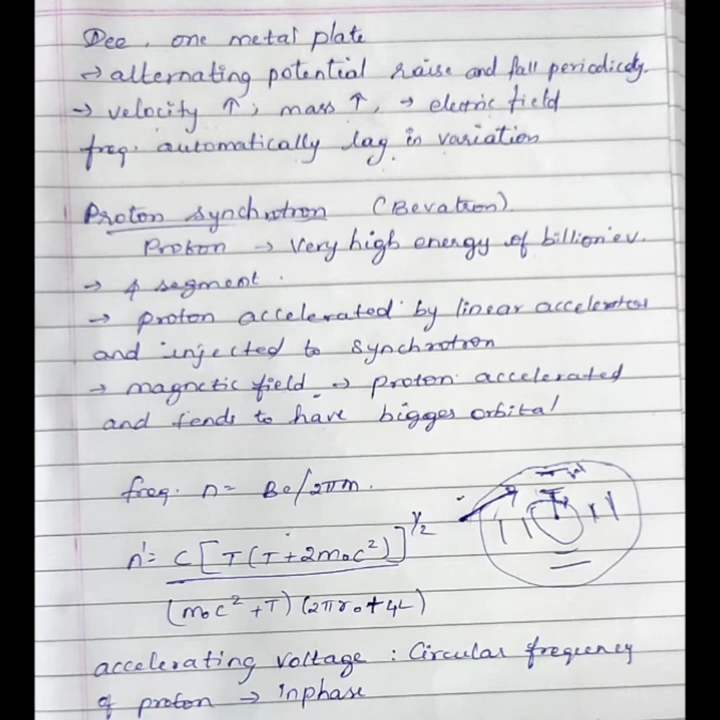 Dee, one metal plate
→ alternating potential raise and fall periodicaly.
→ velocity ↑, mass ↑, → electric field
freq. automatically lag in variation
Proton synchrotron (Bevatron)
Proton → Very high energy of billion ev.
→ 4 segment.
→ proton accelerated by linear accelerators
and injected to synchrotron
→ magnetic field → proton accelerated
and tends to have bigger orbital
freq. n = Be/2πm.
n' = C[T(T+2m₀c²)]^1/2
(m₀c²+T)(2πr₀+4L)
accelerating voltage : Circular frequency
of proton → inphase